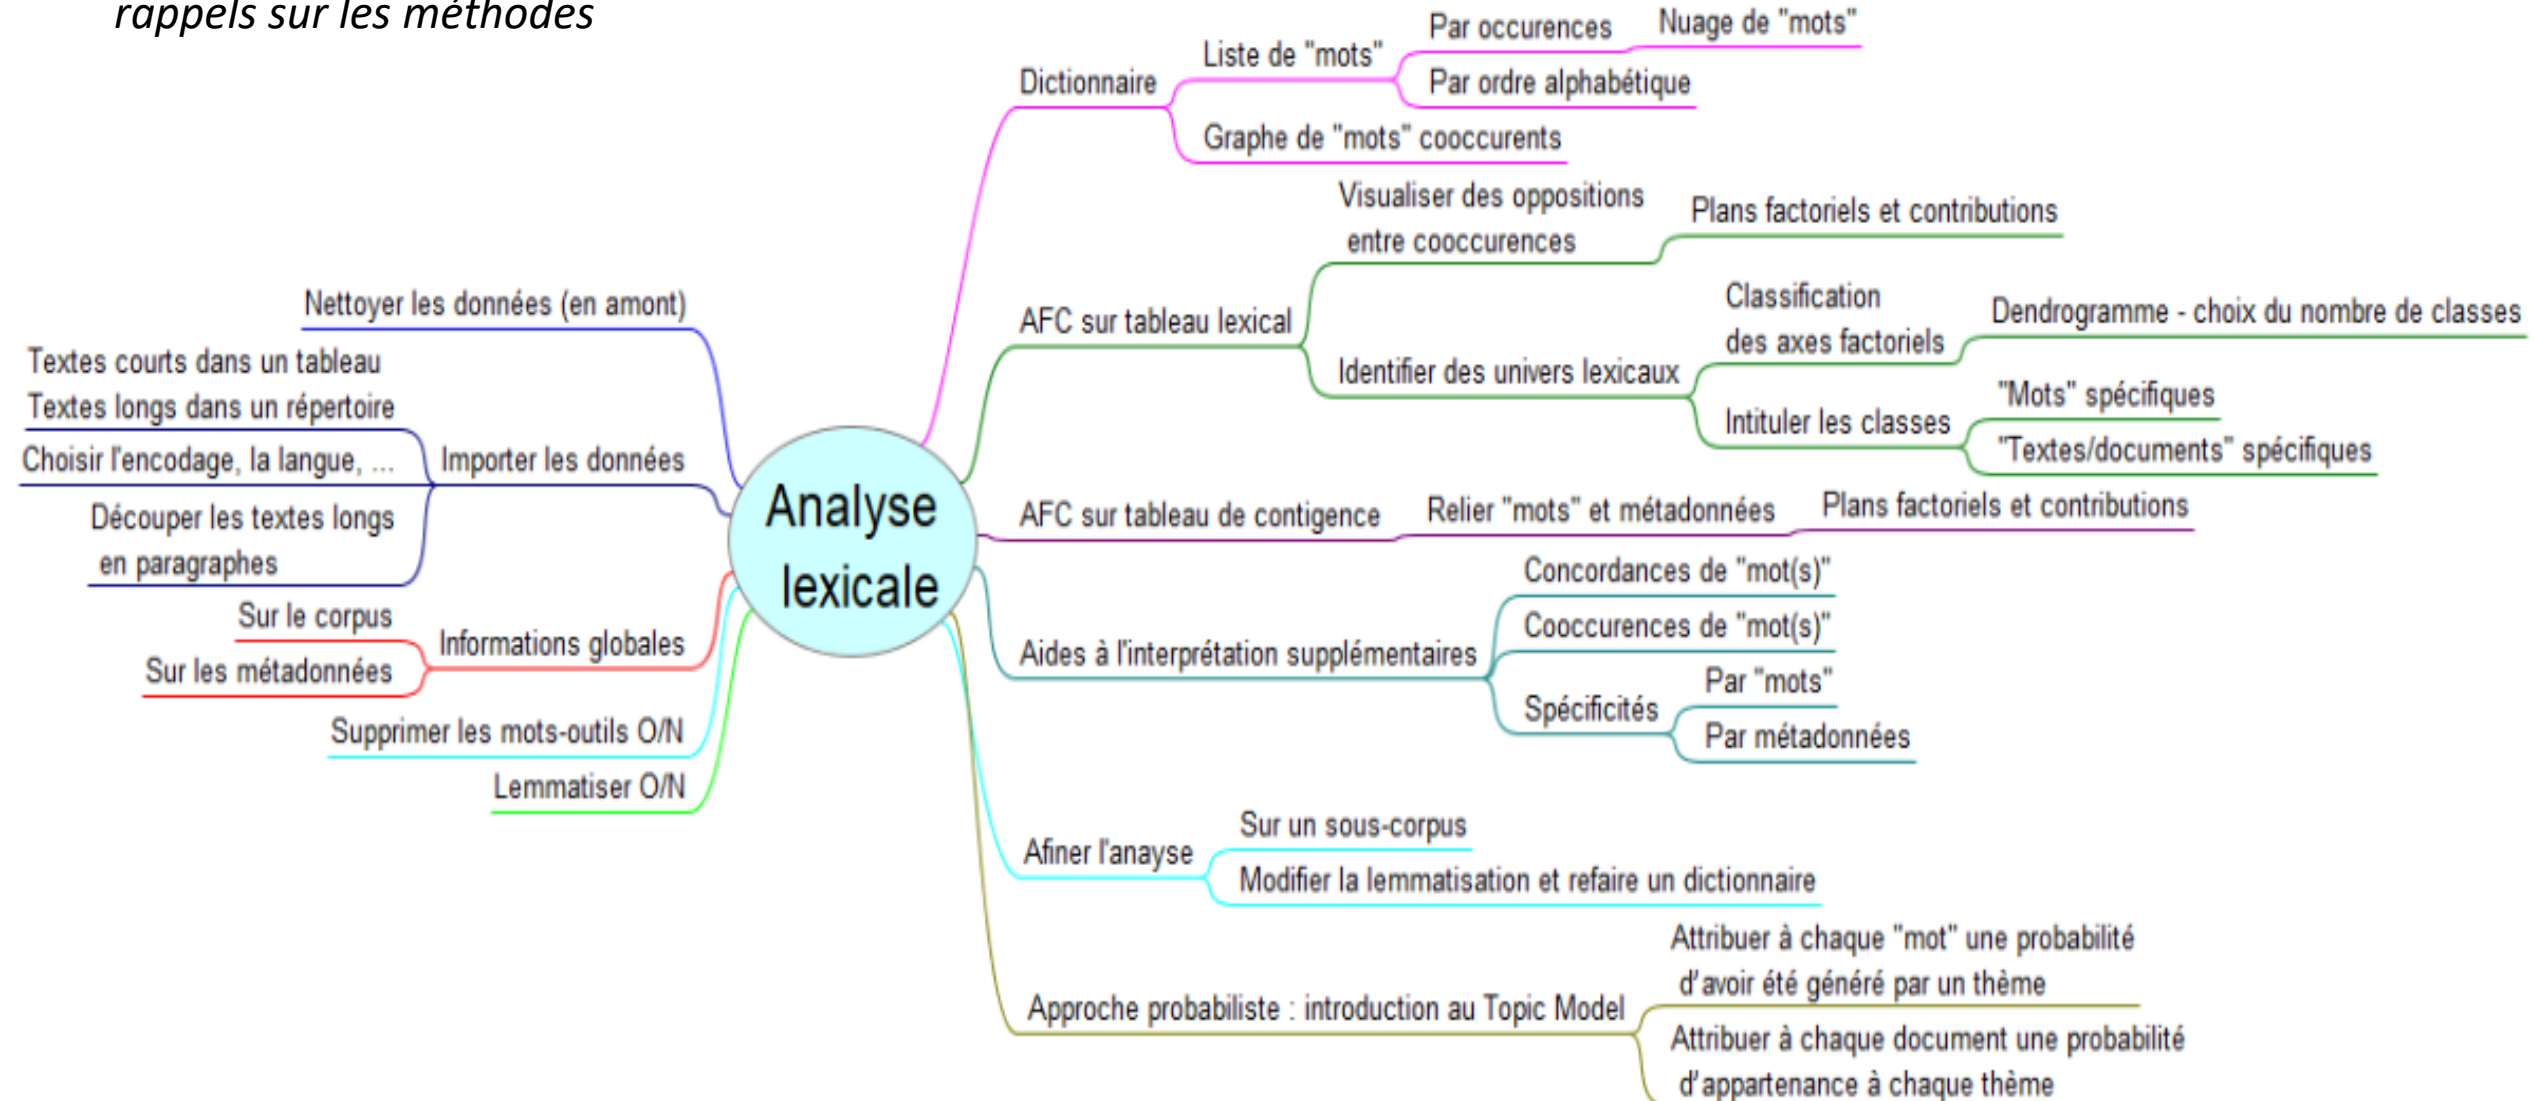 rappels sur les méthodes
Nettoyer les données (en amont)
Textes courts dans un tableau
Textes longs dans un répertoire
Choisir l'encodage, la langue, ...
Importer les données
Découper les textes longs
en paragraphes
Sur le corpus
Informations globales
Sur les métadonnées
Supprimer les mots-outils O/N
Lemmatiser O/N
Analyse
lexicale
Dictionnaire
Liste de "mots"
Par occurences
Nuage de "mots"
Par ordre alphabétique
Graphe de "mots" cooccurents
AFC sur tableau lexical
Visualiser des oppositions
entre cooccurences
Plans factoriels et contributions
Identifier des univers lexicaux
Classification
des axes factoriels
Dendrogramme - choix du nombre de classes
Intituler les classes
"Mots" spécifiques
"Textes/documents" spécifiques
AFC sur tableau de contigence
Relier "mots" et métadonnées
Plans factoriels et contributions
Aides à l'interprétation supplémentaires
Concordances de "mot(s)"
Cooccurences de "mot(s)"
Spécificités
Par "mots"
Par métadonnées
Afiner l'anayse
Sur un sous-corpus
Modifier la lemmatisation et refaire un dictionnaire
Approche probabiliste : introduction au Topic Model
Attribuer à chaque "mot" une probabilité
d'avoir été généré par un thème
Attribuer à chaque document une probabilité
d'appartenance à chaque thème